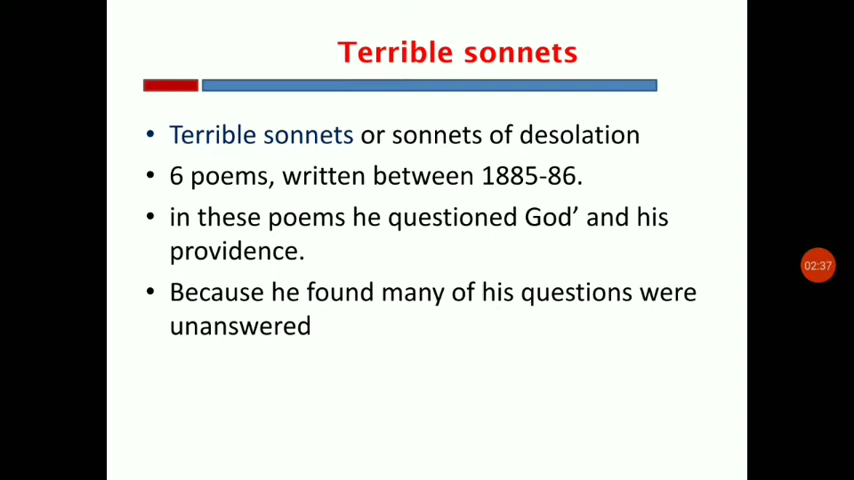 Terrible sonnets
• Terrible sonnets or sonnets of desolation
• 6 poems, written between 1885-86.
• in these poems he questioned God’ and his
providence.
• Because he found many of his questions were
unanswered
02:37